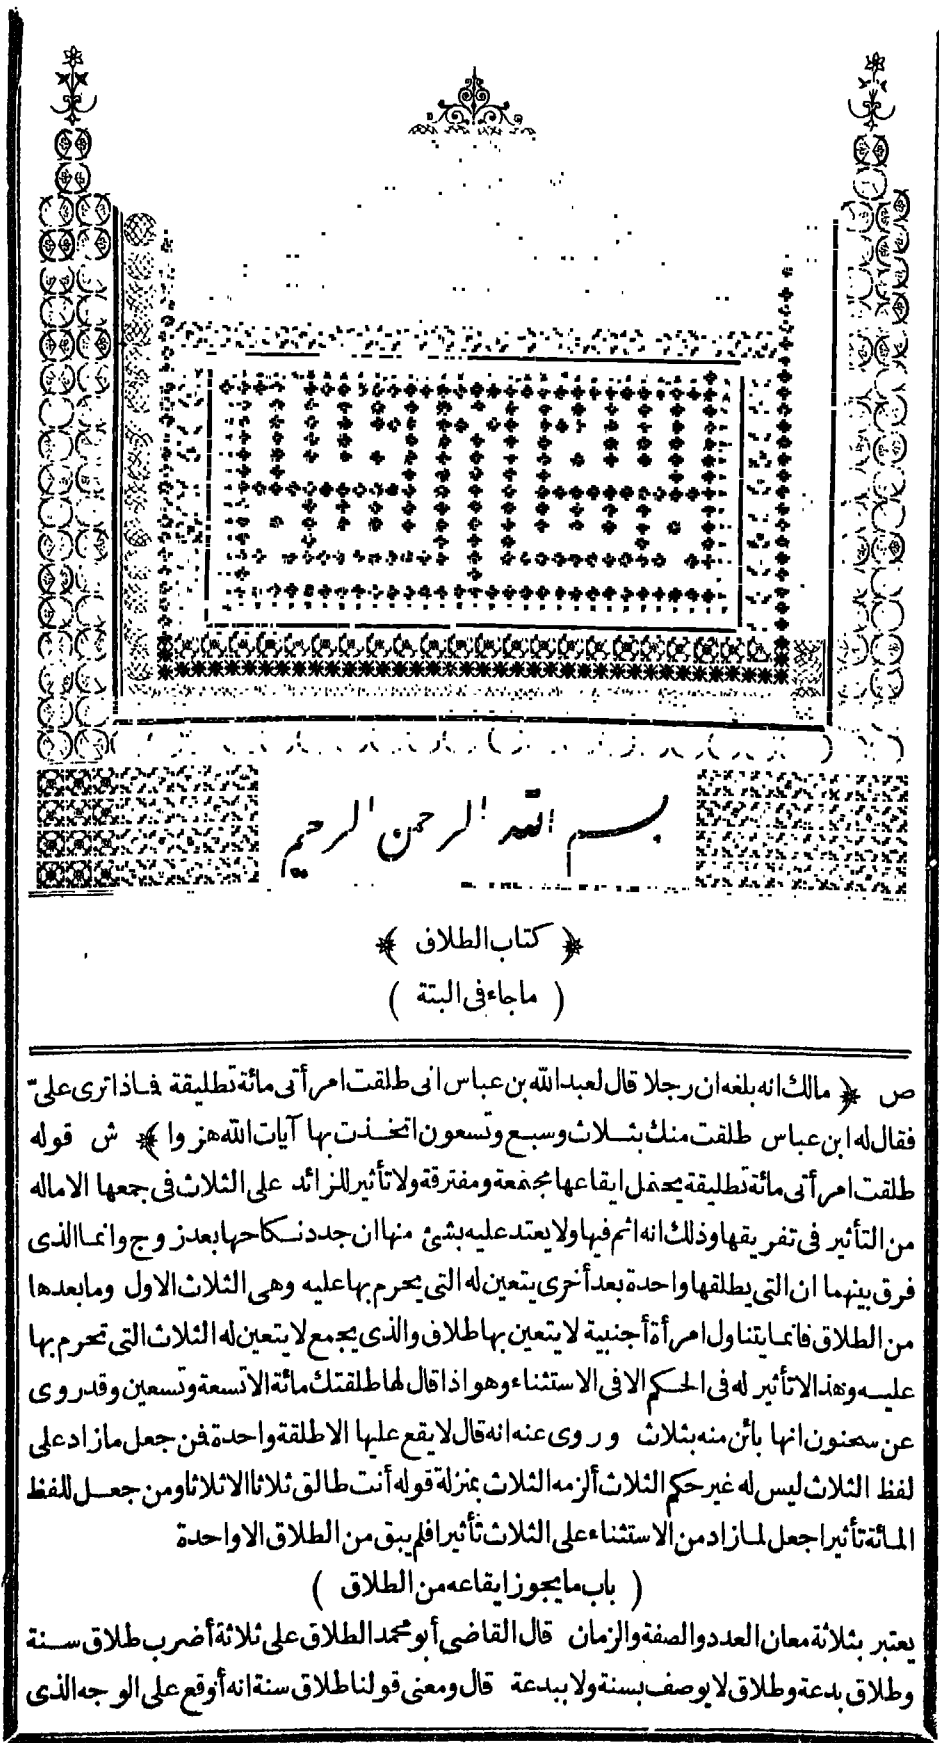 بسم الله الرحمن الرحيم
﴿ كتاب الطلاق ﴾
( ما جاء فى البتة )
ص ﴿ مالك انه بلغه ان رجلا قال لعبد الله بن عباس انى طلقت امرأتى مائة تطليقة فماذا ترى علىّ
فقال له ابن عباس طلقت منك بثلاث وسبع وتسعون اتخذت بها آيات الله هزوا ﴾ ش قوله
طلقت امرأتى مائة تطليقة يحتمل ايقاعها مجتمعة ومفترقة ولا تأثير للزائد على الثلاث فى جمعها الا ماله
من التأثير فى تفريقها وذلك انه اثم فيها ولا يعتد عليه بشئ منها ان جدد نكاحها بعد زوج وانما الذى
فرق بينهما ان التى يطلقها واحدة بعد أخرى يتعين له التى يحرم بها عليه وهى الثلاث الاول وما بعدها
من الطلاق فانما يتناول امرأة أجنبية لا يتعين بها طلاق والذى يجمع لا يتعين له الثلاث التى تحرم بها
عليه وهذا لا تأثير له فى الحكم الا فى الاستثناء وهو اذا قال لها طلقتك مائة الا تسعة وتسعين وقد روى
عن سحنون انها بائن منه بثلاث وروى عنه انه قال لا يقع عليها الا طلقة واحدة فمن جعل ما زاد على
لفظ الثلاث ليس له غير حكم الثلاث ألزمه الثلاث بمنزلة قوله أنت طالق ثلاثا الا ثلاثا ومن جعل للفظ
المائة تأثيرا جعل لما زاد من الاستثناء على الثلاث تأثيرا فلم يبق من الطلاق الا واحدة
( باب ما يجوز ايقاعه من الطلاق )
يعتبر بثلاثة معان العدد والصفة والزمان قال القاضى أبو محمد الطلاق على ثلاثة أضرب طلاق سنة
وطلاق بدعة وطلاق لا يوصف بسنة ولا ببدعة قال ومعنى قولنا طلاق سنة انه أوقع على الوجه الذى